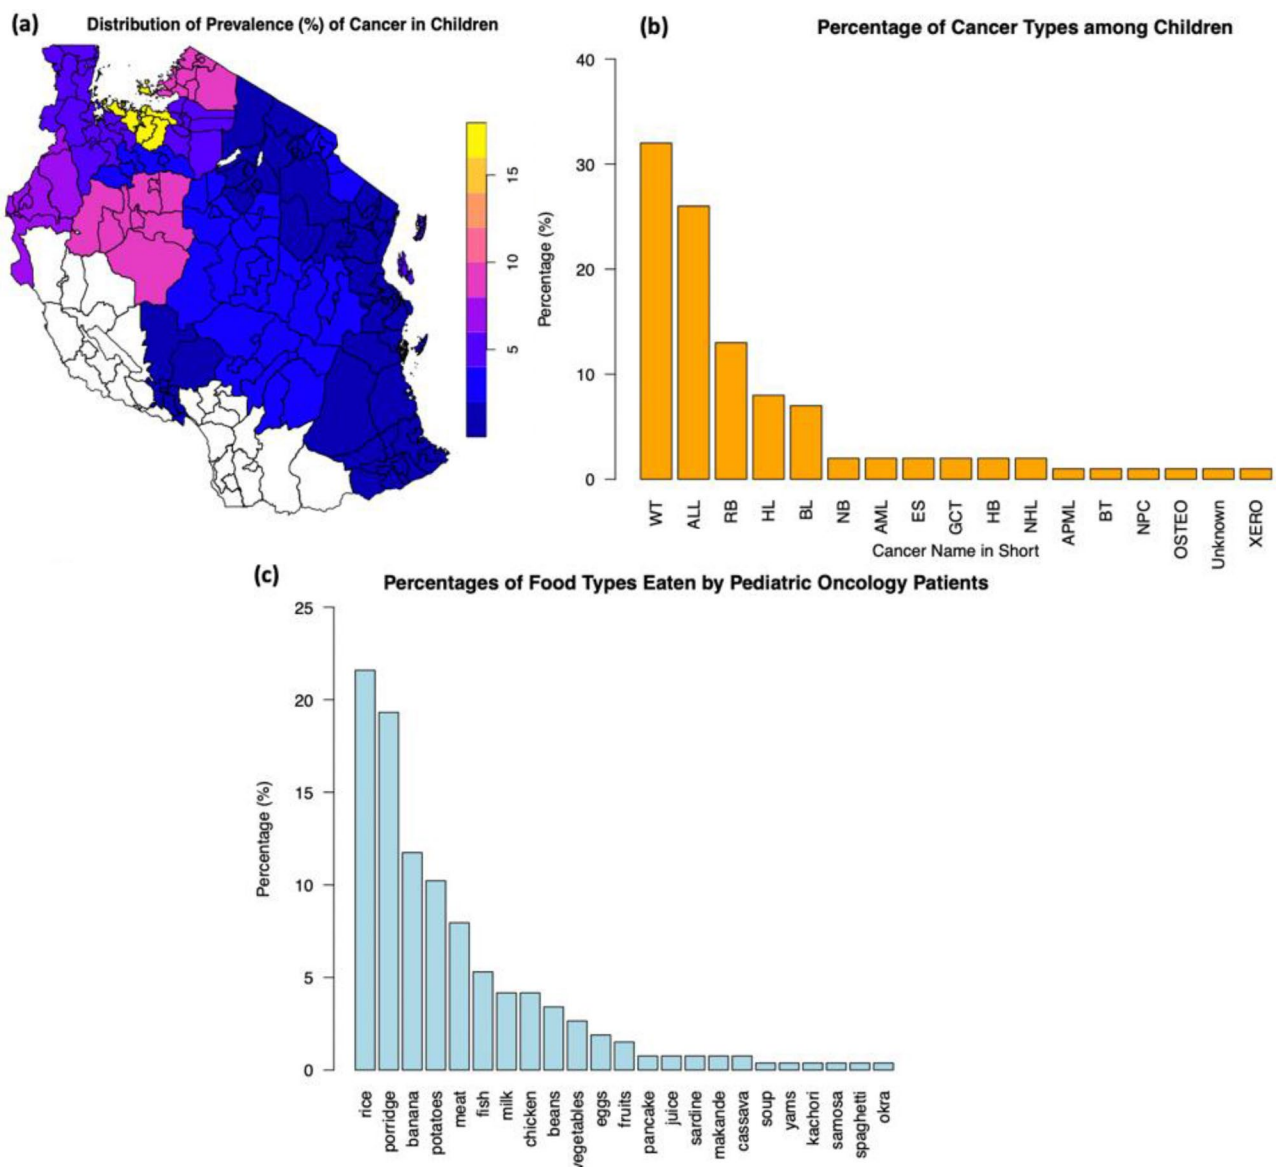 (a)
Distribution of Prevalence (%) of Cancer in Children
15
10
5
Percentage (%)
(b)
Percentage of Cancer Types among Children
40
30
20
10
0
WT
ALL
RB
HL
BL
NB
AML
ES
GCT
HB
NHL
APML
BT
NPC
OSTEO
Unknown
XERO
Cancer Name in Short
(c)
Percentages of Food Types Eaten by Pediatric Oncology Patients
Percentage (%)
25
20
15
10
5
0
rice
porridge
banana
potatoes
meat
fish
milk
chicken
beans
vegetables
eggs
fruits
pancake
juice
sardine
makande
cassava
soup
yams
kachori
samosa
spaghetti
okra